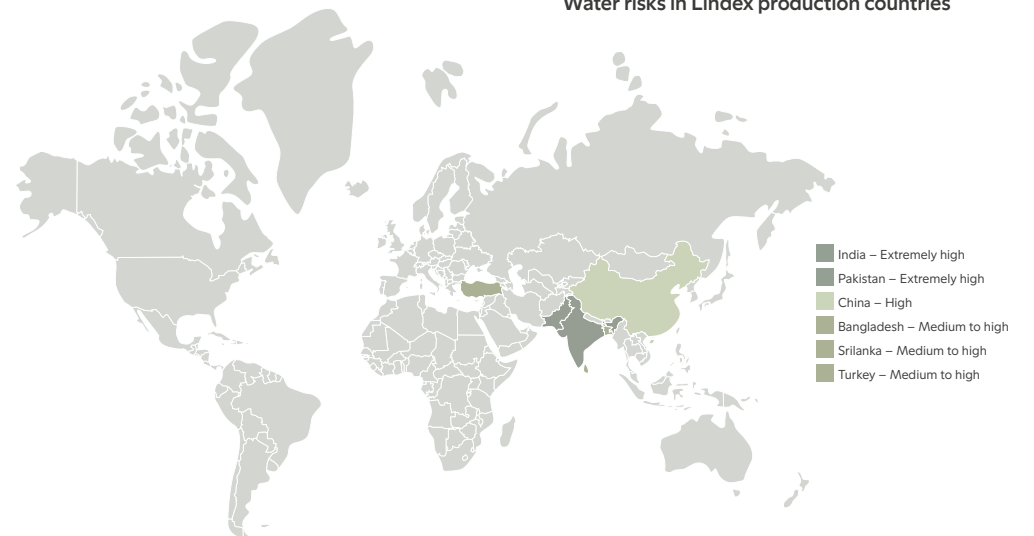 Water risks in Lindex production countries
India – Extremely high
Pakistan – Extremely high
China – High
Bangladesh – Medium to high
Srilanka – Medium to high
Turkey – Medium to high